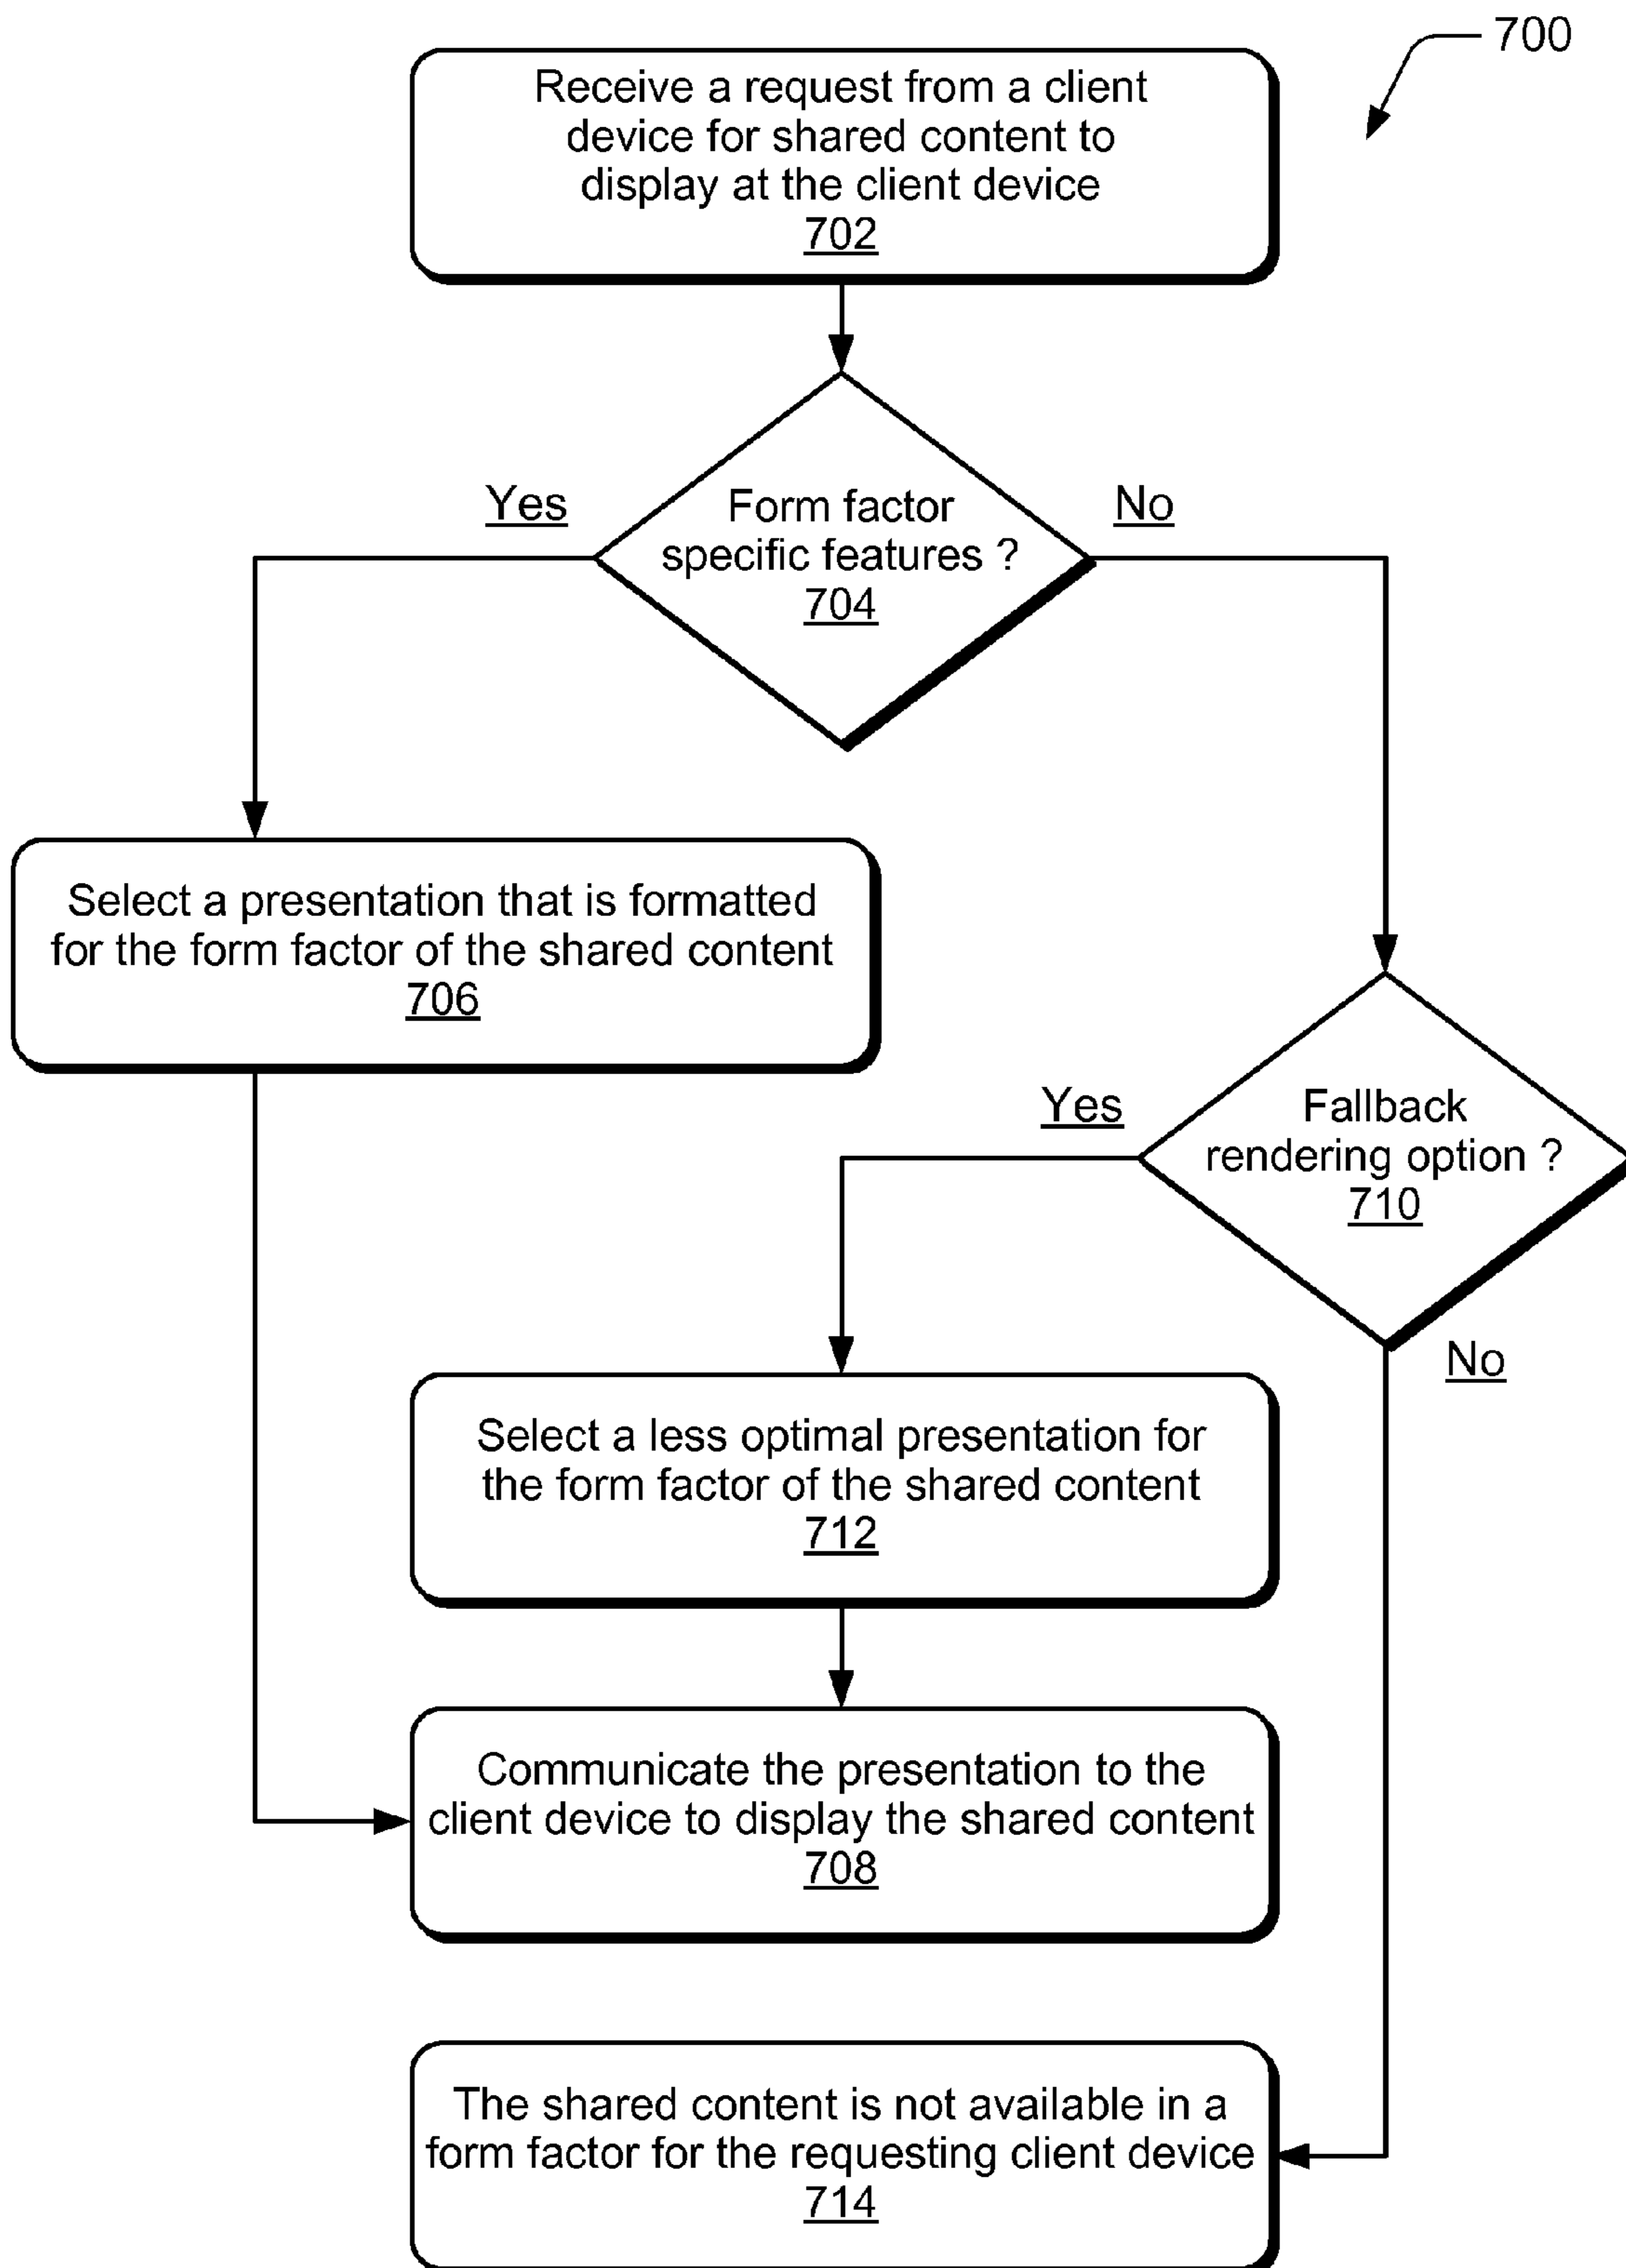 700
Receive a request from a client
device for shared content to
display at the client device
702
Yes
Form factor
specific features ?
704
No
Select a presentation that is formatted
for the form factor of the shared content
706
Yes
Fallback
rendering option ?
710
No
Select a less optimal presentation for
the form factor of the shared content
712
Communicate the presentation to the
client device to display the shared content
708
The shared content is not available in a
form factor for the requesting client device
714